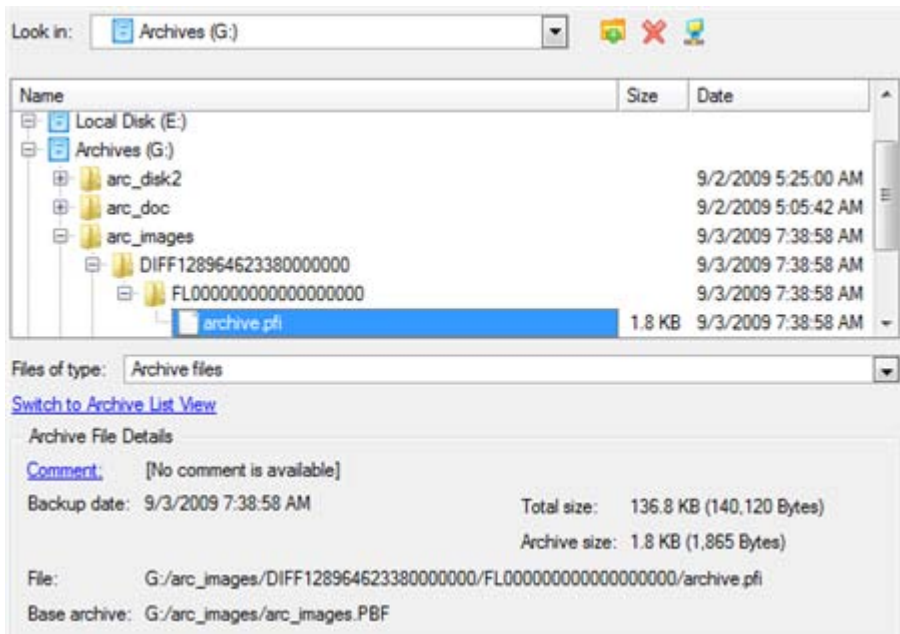 Look in: Archives (G:)
Name Size Date
Local Disk (E:)
Archives (G:)
arc_disk2 9/2/2009 5:25:00 AM
arc_doc 9/2/2009 5:05:42 AM
arc_images 9/3/2009 7:38:58 AM
DIFF128964623380000000 9/3/2009 7:38:58 AM
FL000000000000000000 9/3/2009 7:38:58 AM
archive.pfi 1.8 KB 9/3/2009 7:38:58 AM
Files of type: Archive files
Switch to Archive List View
Archive File Details
Comment: [No comment is available]
Backup date: 9/3/2009 7:38:58 AM Total size: 136.8 KB (140,120 Bytes)
Archive size: 1.8 KB (1,865 Bytes)
File: G:/arc_images/DIFF128964623380000000/FL000000000000000000/archive.pfi
Base archive: G:/arc_images/arc_images.PBF